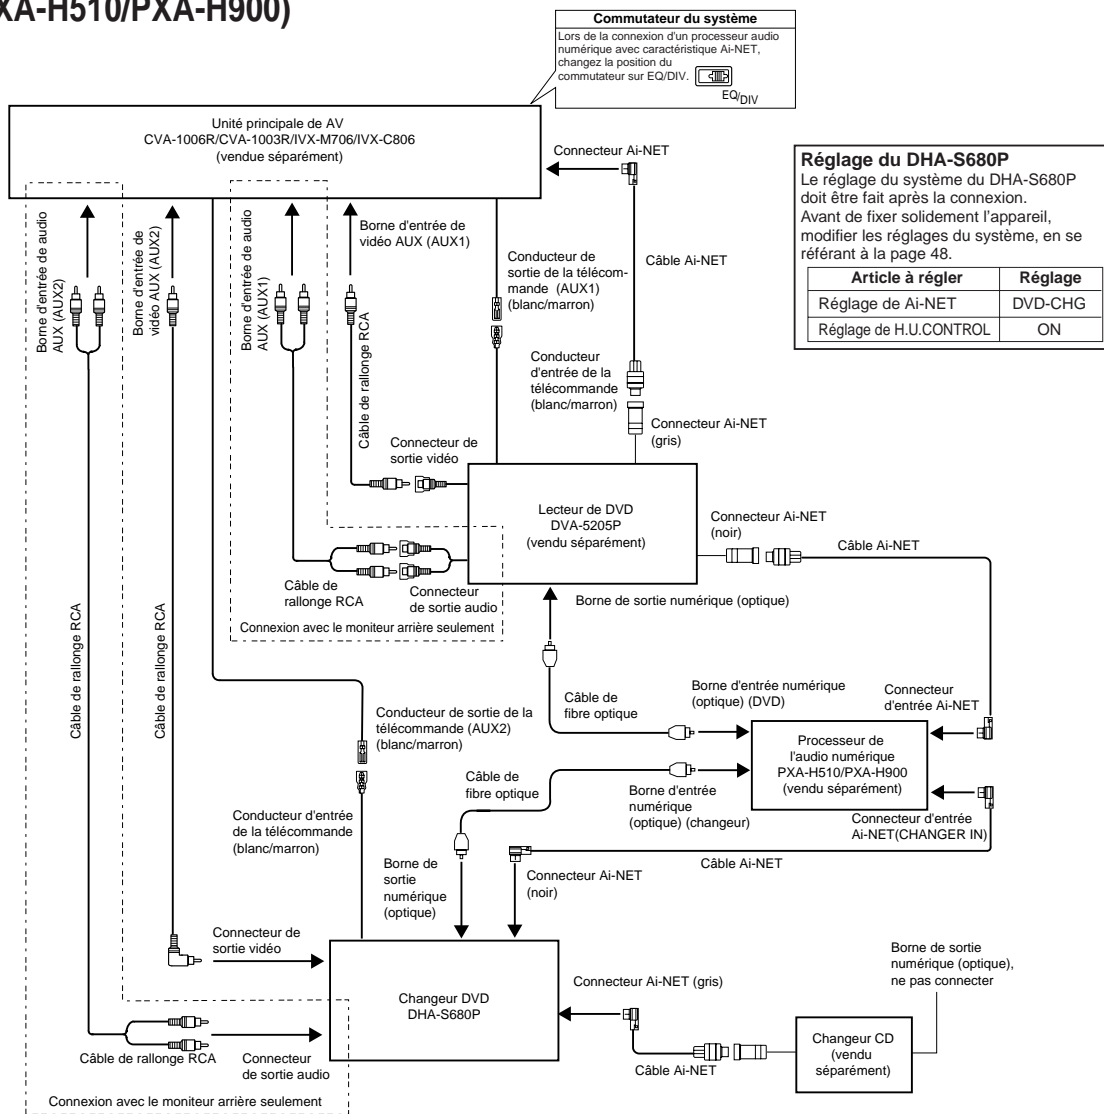 XA-H510/PXA-H900)
Commutateur du système
Lors de la connexion d'un processeur audio
numérique avec caractéristique Ai-NET,
changez la position du
commutateur sur EQ/DIV.
EQ/DIV
Unité principale de AV
CVA-1006R/CVA-1003R/IVX-M706/IVX-C806
(vendue séparément)
Connecteur Ai-NET
Réglage du DHA-S680P
Le réglage du système du DHA-S680P
doit être fait après la connexion.
Avant de fixer solidement l'appareil,
modifier les réglages du système, en se
référant à la page 48.
Article à régler Réglage
Réglage de Ai-NET DVD-CHG
Réglage de H.U.CONTROL ON
Borne d'entrée de audio
AUX (AUX2)
Borne d'entrée de
vidéo AUX (AUX2)
Borne d'entrée de audio
AUX (AUX1)
Borne d'entrée de
vidéo AUX (AUX1)
Conducteur de
sortie de la télécom-
mande (AUX1)
(blanc/marron)
Câble Ai-NET
Câble de rallonge RCA
Conducteur
d'entrée de la
télécommande
(blanc/marron)
Connecteur Ai-NET
(gris)
Connecteur de
sortie vidéo
Lecteur de DVD
DVA-5205P
(vendu séparément)
Connecteur Ai-NET
(noir)
Câble Ai-NET
Câble de
rallonge RCA
Connecteur
de sortie audio
Connexion avec le moniteur arrière seulement
Borne de sortie numérique (optique)
Câble de rallonge RCA
Câble de rallonge RCA
Câble de
fibre optique
Borne d'entrée numérique
(optique) (DVD)
Connecteur
d'entrée Ai-NET
Conducteur de sortie de la
télécommande (AUX2)
(blanc/marron)
Processeur de
l'audio numérique
PXA-H510/PXA-H900
(vendu séparément)
Câble de
fibre optique
Borne d'entrée
numérique
(optique) (changeur)
Connecteur d'entrée
Ai-NET(CHANGER IN)
Conducteur d'entrée
de la télécommande
(blanc/marron)
Borne de
sortie
numérique
(optique)
Connecteur Ai-NET
(noir)
Câble Ai-NET
Connecteur de
sortie vidéo
Changeur DVD
DHA-S680P
Connecteur Ai-NET (gris)
Borne de sortie
numérique (optique),
ne pas connecter
Câble de rallonge RCA
Connecteur
de sortie audio
Câble Ai-NET
Changeur CD
(vendu
séparément)
Connexion avec le moniteur arrière seulement